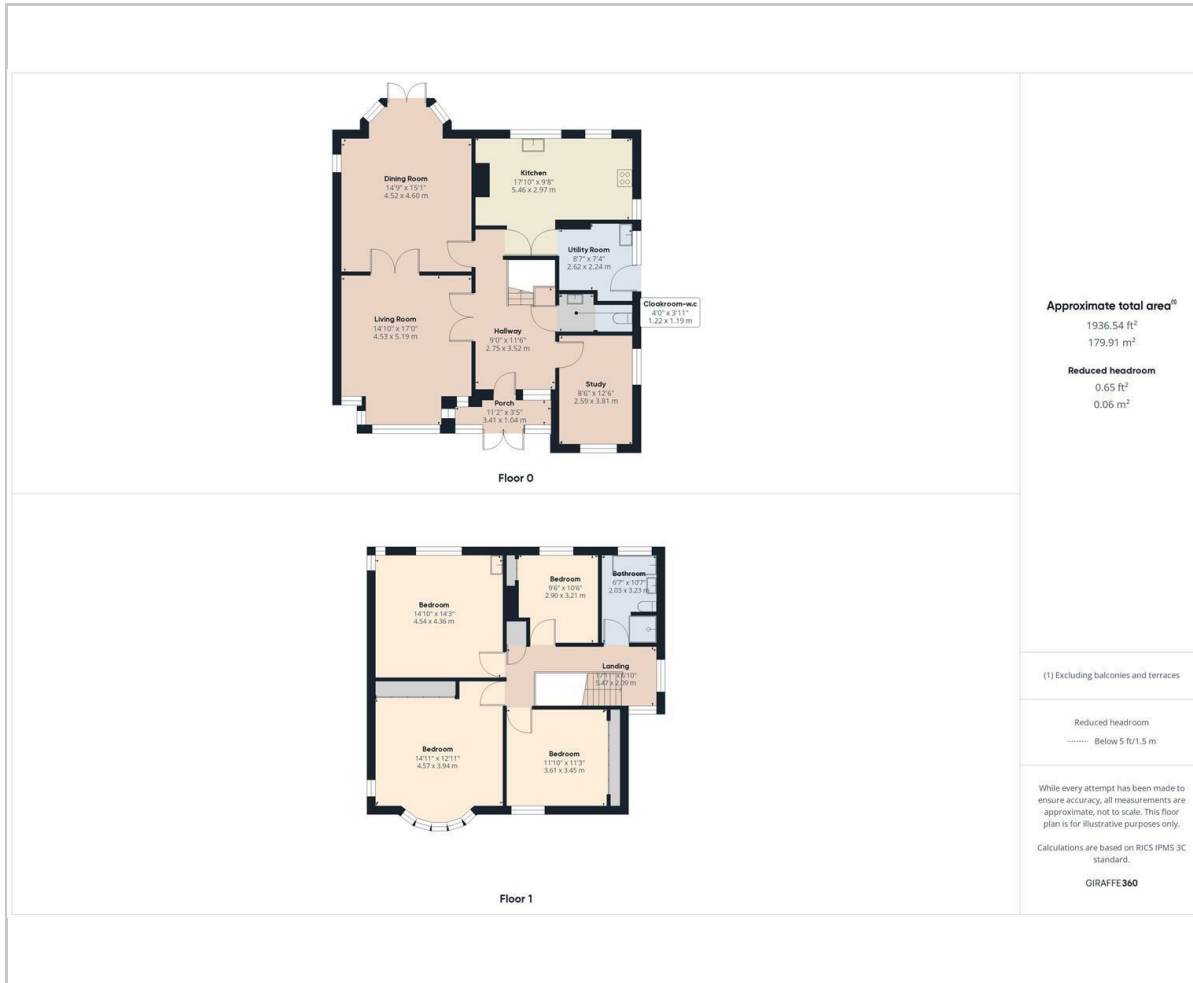 Dining Room
14'9" x 15'1"
4.52 x 4.60 m
Kitchen
17'10" x 9'8"
5.46 x 2.97 m
Utility Room
8'7" x 7'4"
2.62 x 2.24 m
Cloakroom-w.c
4'0" x 3'11"
1.22 x 1.19 m
Living Room
14'10" x 17'0"
4.53 x 5.19 m
Hallway
9'0" x 11'6"
2.75 x 3.52 m
Study
8'6" x 12'6"
2.59 x 3.81 m
Porch
11'2" x 3'5"
3.41 x 1.04 m
Floor 0
Bedroom
14'10" x 14'3"
4.54 x 4.36 m
Bedroom
9'6" x 10'6"
2.90 x 3.21 m
Bathroom
6'7" x 10'7"
2.03 x 3.23 m
Landing
17'11" x 6'10"
5.47 x 2.09 m
Bedroom
14'11" x 12'11"
4.57 x 3.94 m
Bedroom
11'10" x 11'3"
3.61 x 3.45 m
Floor 1
Approximate total area⁽¹⁾
1936.54 ft²
179.91 m²
Reduced headroom
0.65 ft²
0.06 m²
(1) Excluding balconies and terraces
Reduced headroom
Below 5 ft/1.5 m
While every attempt has been made to
ensure accuracy, all measurements are
approximate, not to scale. This floor
plan is for illustrative purposes only.
Calculations are based on RICS IPMS 3C
standard.
GIRAFFE360